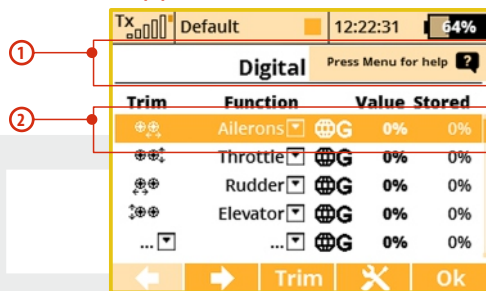 Tx Default 12:22:31 64%
1
Digital Press Menu for help ?
Trim Function Value Stored
2
Ailerons G 0% 0%
Throttle G 0% 0%
Rudder G 0% 0%
Elevator G 0% 0%
... ... G 0% 0%
Trim Ok